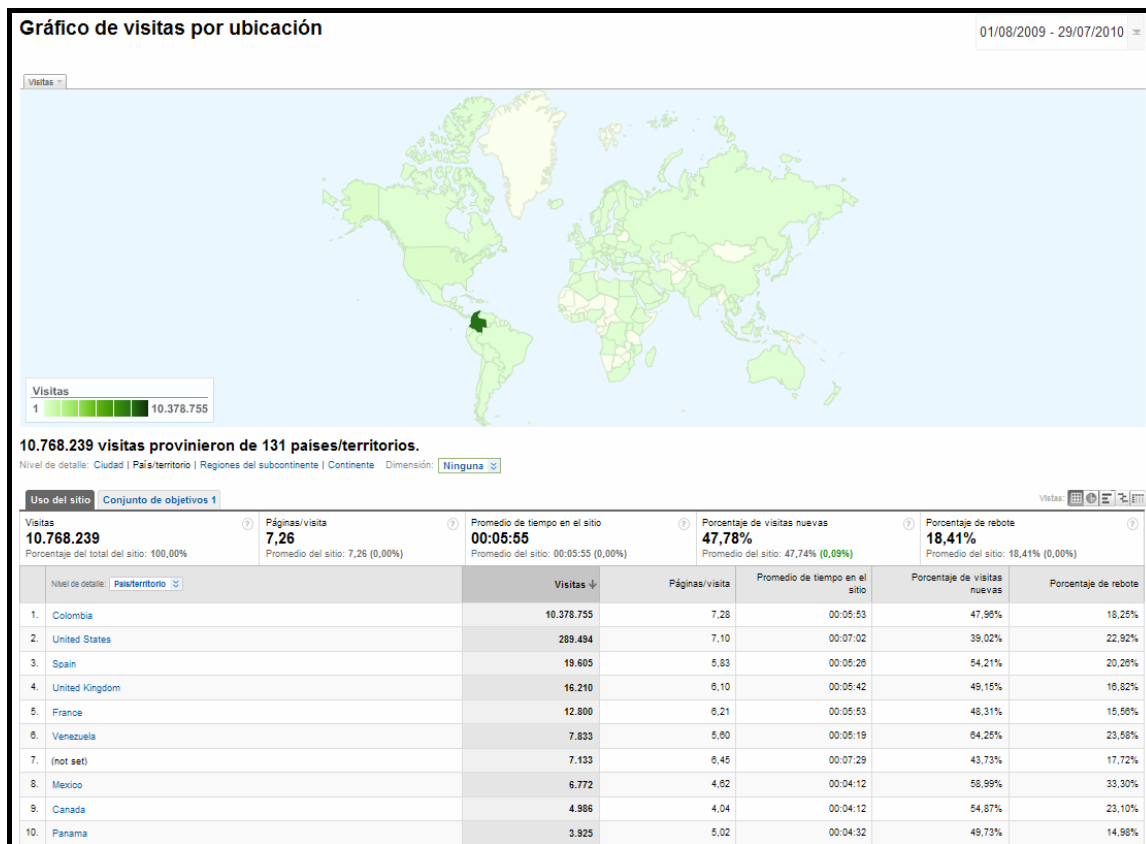 Gráfico de visitas por ubicación
01/08/2009 - 29/07/2010
Visitas
Visitas
1 10.378.755
10.768.239 visitas provinieron de 131 países/territorios.
Nivel de detalle: Ciudad | País/territorio | Regiones del subcontinente | Continente Dimensión: Ninguna
Uso del sitio Conjunto de objetivos 1 Vistas:
Visitas ? Páginas/visita ? Promedio de tiempo en el sitio ? Porcentaje de visitas nuevas ? Porcentaje de rebote ?
10.768.239 7,26 00:05:55 47,78% 18,41%
Porcentaje del total del sitio: 100,00% Promedio del sitio: 7,26 (0,00%) Promedio del sitio: 00:05:55 (0,00%) Promedio del sitio: 47,74% (0,09%) Promedio del sitio: 18,41% (0,00%)
Nivel de detalle: País/territorio Visitas Páginas/visita Promedio de tiempo en el sitio Porcentaje de visitas nuevas Porcentaje de rebote
1. Colombia 10.378.755 7,28 00:05:53 47,96% 18,25%
2. United States 289.494 7,10 00:07:02 39,02% 22,92%
3. Spain 19.605 5,83 00:05:26 54,21% 20,26%
4. United Kingdom 16.210 6,10 00:05:42 49,15% 16,82%
5. France 12.800 6,21 00:05:53 48,31% 15,56%
6. Venezuela 7.833 5,60 00:05:19 64,25% 23,58%
7. (not set) 7.133 6,45 00:07:29 43,73% 17,72%
8. Mexico 6.772 4,62 00:04:12 58,99% 33,30%
9. Canada 4.986 4,04 00:04:12 54,87% 23,10%
10. Panama 3.925 5,02 00:04:32 49,73% 14,98%